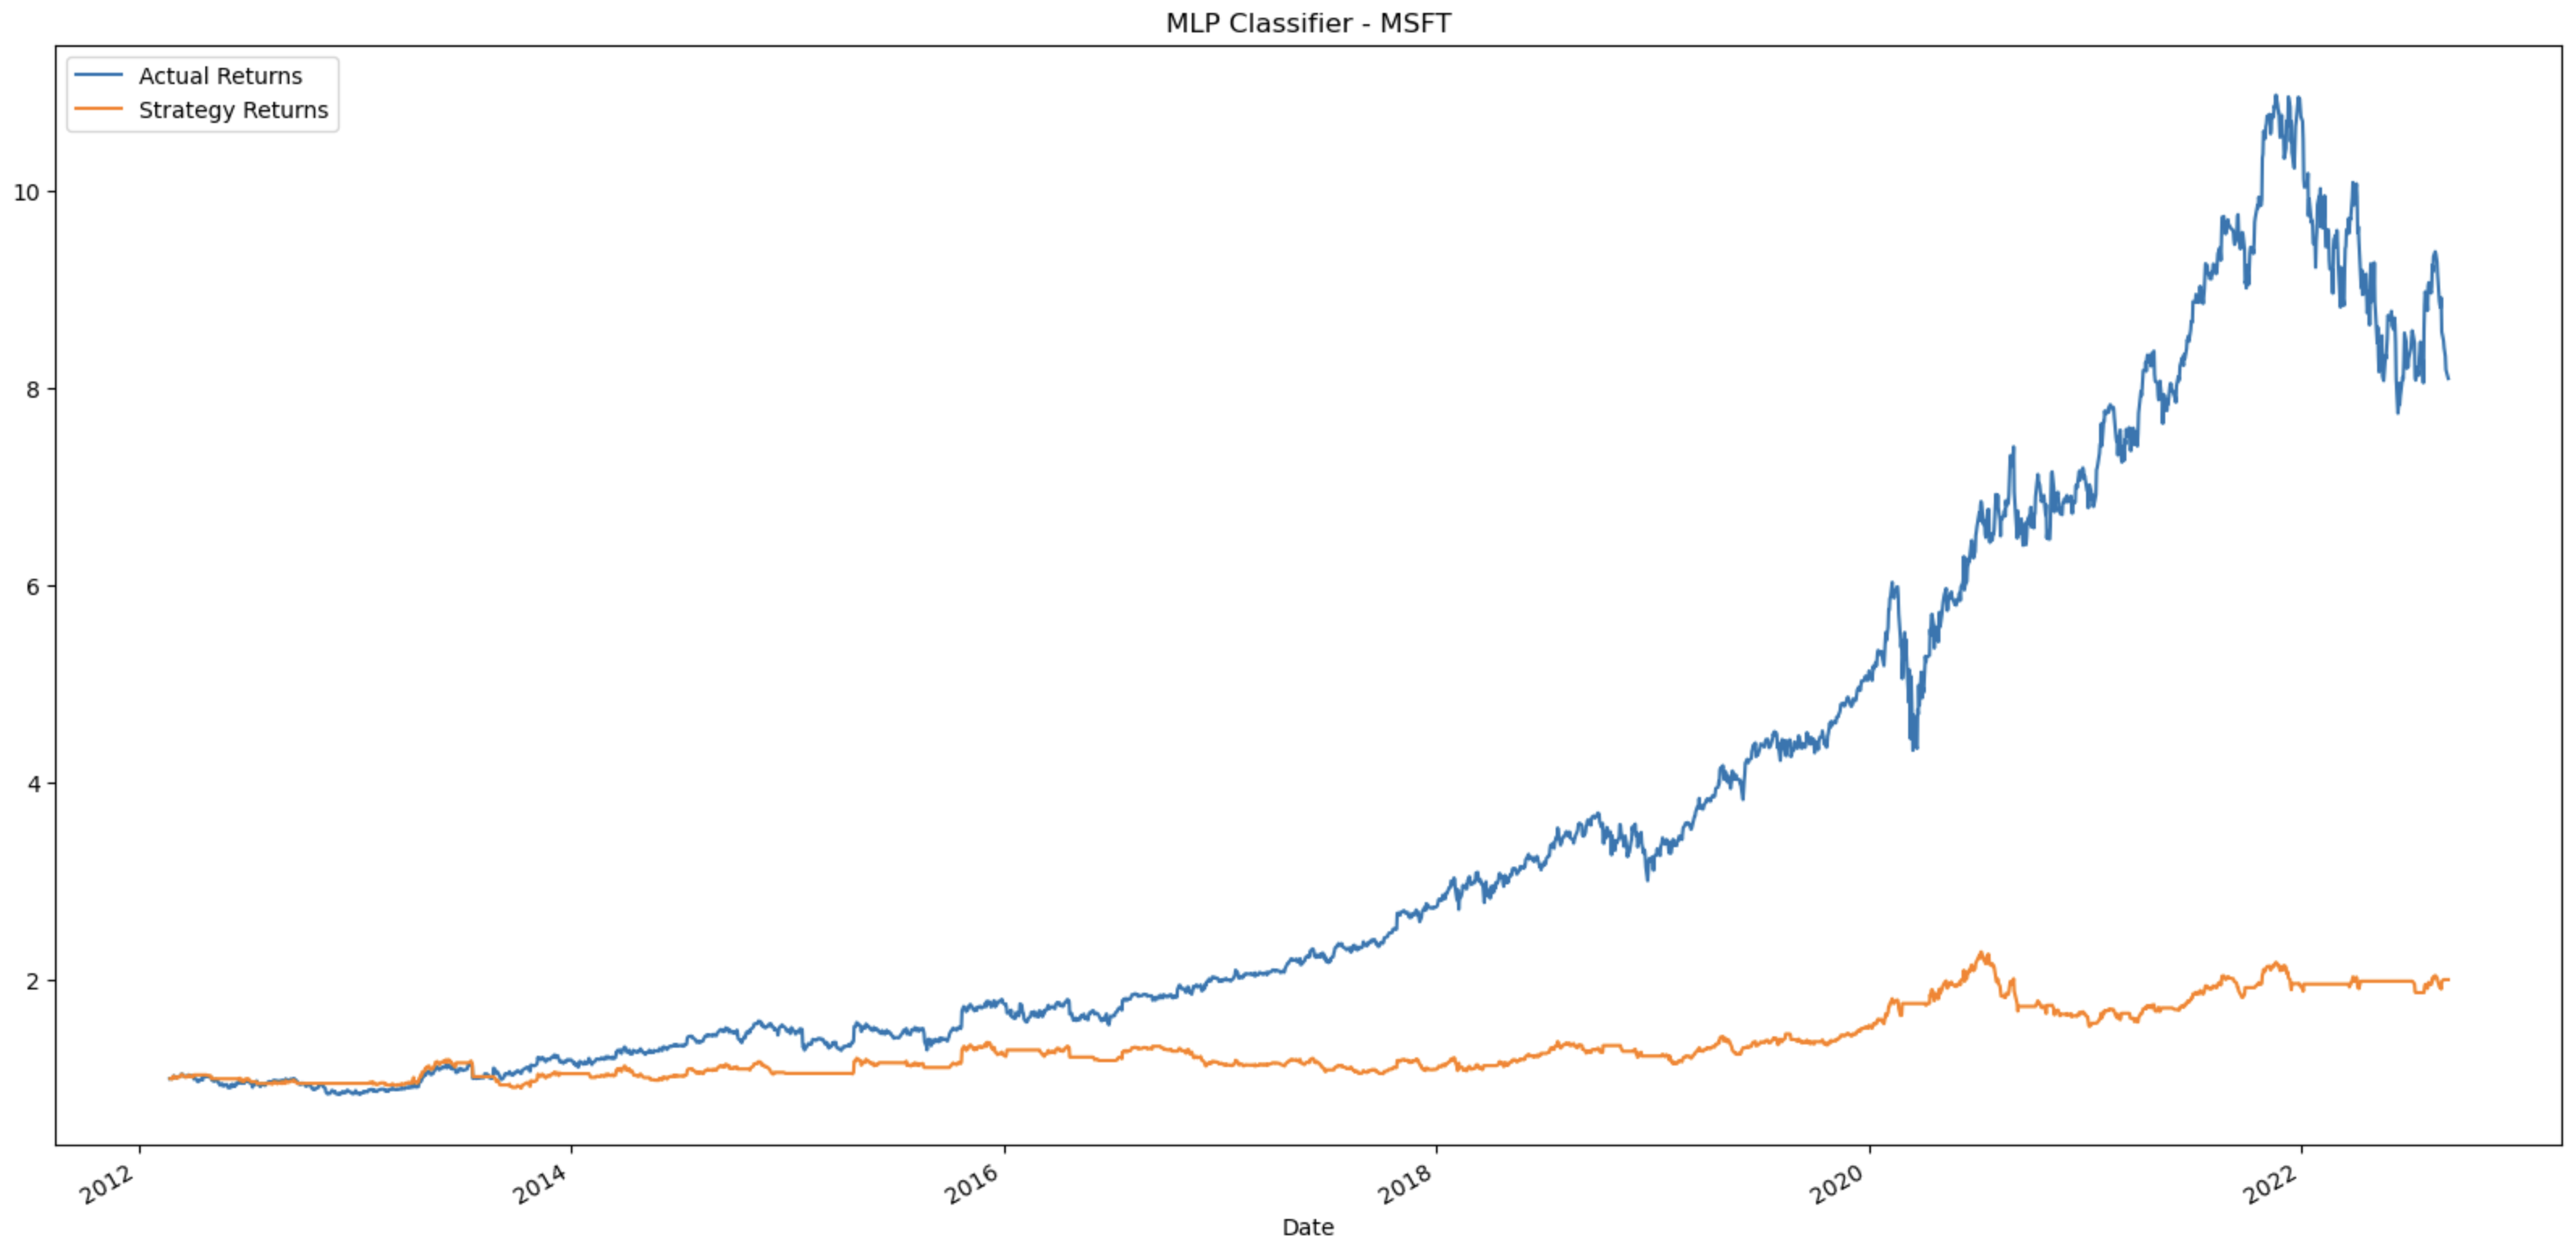 MLP Classifier - MSFT
Actual Returns
Strategy Returns
10
8
6
4
2
2012
2014
2016
2018
2020
2022
Date